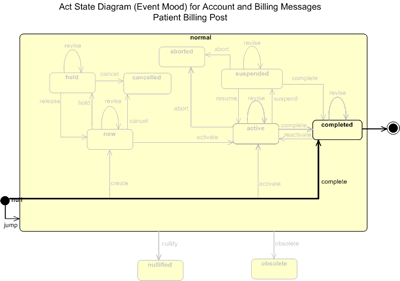 Act State Diagram (Event Mood) for Account and Billing Messages
Patient Billing Post
normal
revise
aborted
abort
revise
held
cancel
cancelled
suspended
complete
release
hold
revise
cancel
abort
resume
revise
suspend
revise
new
activate
active
complete
reactivate
completed
create
activate
complete
null
jump
nullify
obsolete
nullified
obsolete